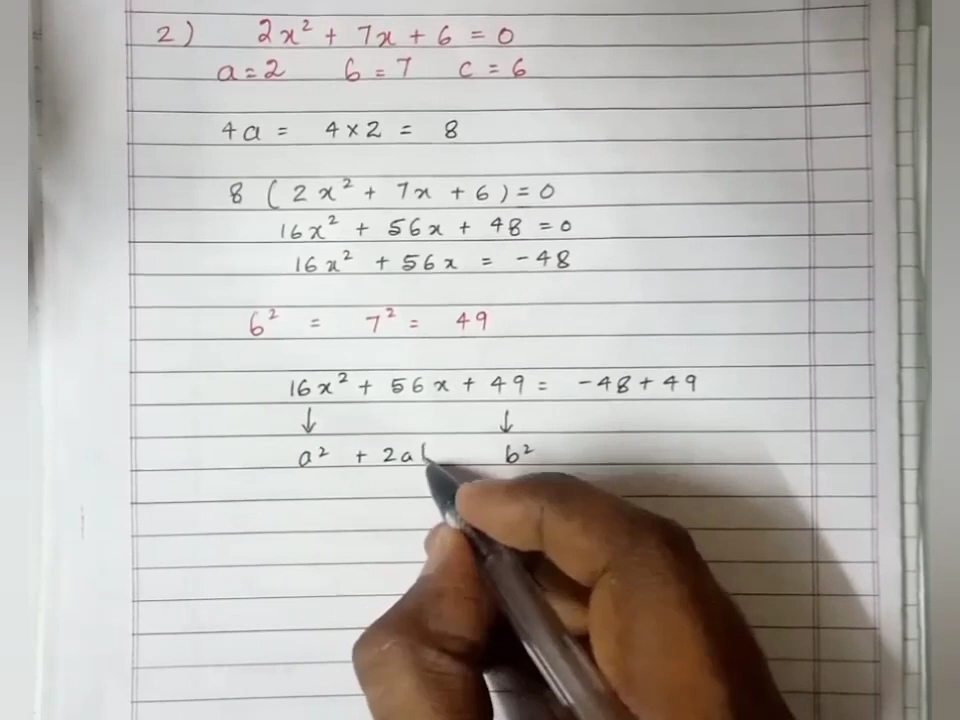 2) 2x² + 7x + 6 = 0
a = 2 b = 7 c = 6
4a = 4 × 2 = 8
8 ( 2x² + 7x + 6 ) = 0
16x² + 56x + 48 = 0
16x² + 56x = -48
b² = 7² = 49
16x² + 56x + 49 = -48 + 49
↓ ↓
a² + 2ab b²